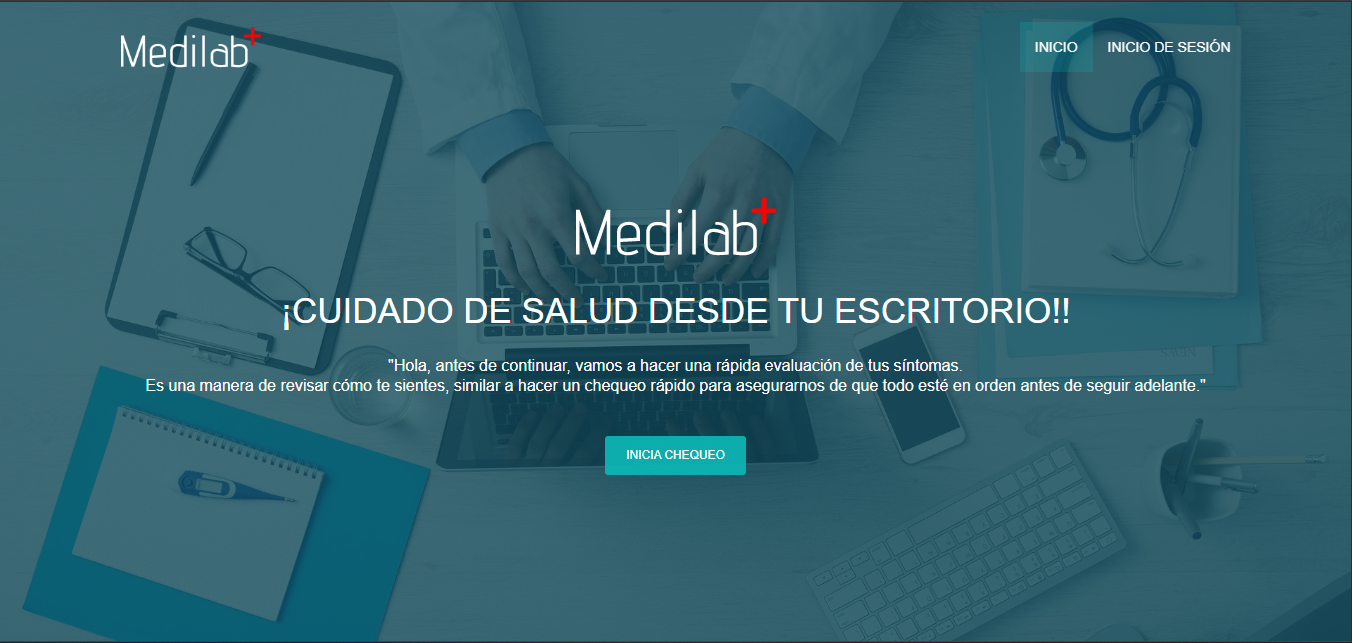 Medilab+
INICIO
INICIO DE SESIÓN
Medilab+
¡CUIDADO DE SALUD DESDE TU ESCRITORIO!!
"Hola, antes de continuar, vamos a hacer una rápida evaluación de tus síntomas.
Es una manera de revisar cómo te sientes, similar a hacer un chequeo rápido para asegurarnos de que todo esté en orden antes de seguir adelante."
INICIA CHEQUEO